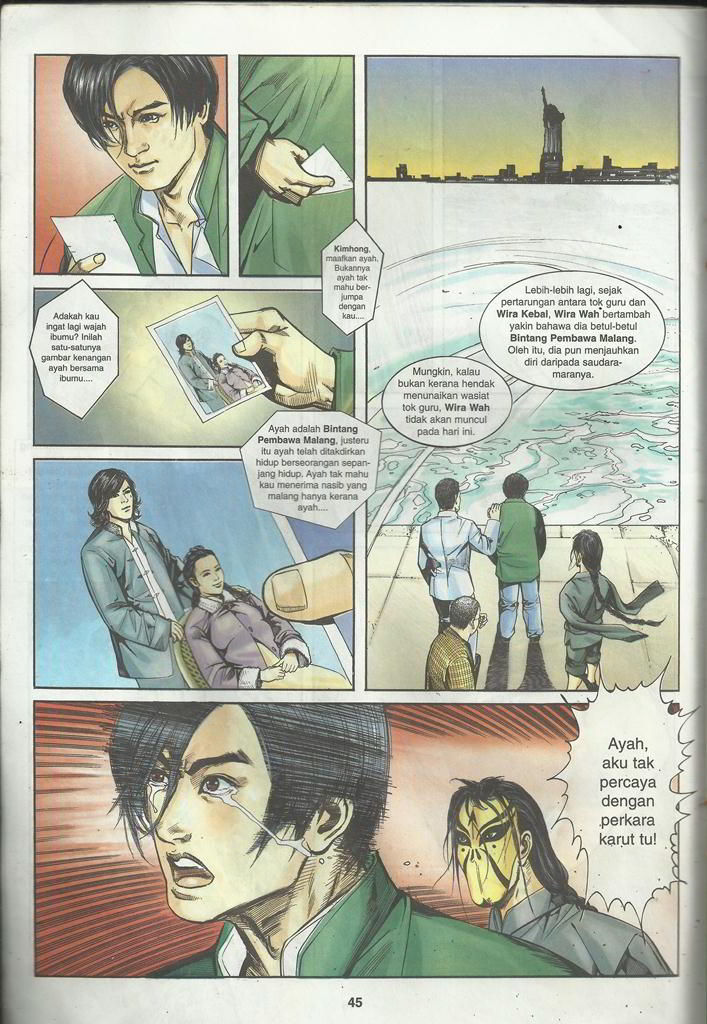 Kimhong,
maafkan ayah.
Bukannya
ayah tak
mahu ber-
jumpa
dengan
kau....
Adakah kau
ingat lagi wajah
ibumu? Inilah
satu-satunya
gambar kenangan
ayah bersama
ibumu....
Ayah adalah Bintang
Pembawa Malang, justeru
itu ayah telah ditakdirkan
hidup berseorangan sepan-
jang hidup. Ayah tak mahu
kau menerima nasib yang
malang hanya kerana
ayah....
Lebih-lebih lagi, sejak
pertarungan antara tok guru dan
Wira Kebal, Wira Wah bertambah
yakin bahawa dia betul-betul
Bintang Pembawa Malang.
Oleh itu, dia pun menjauhkan
diri daripada saudara-
maranya.
Mungkin, kalau
bukan kerana hendak
menunaikan wasiat
tok guru, Wira Wah
tidak akan muncul
pada hari ini.
Ayah,
aku tak
percaya
dengan
perkara
karut tu!
45